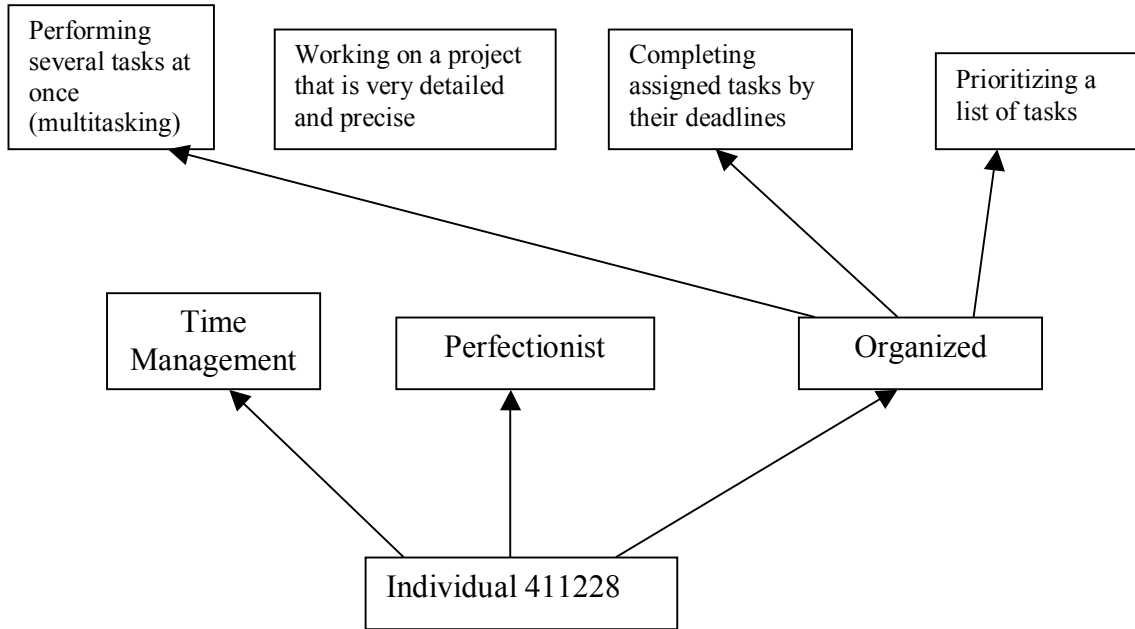 Performing
several tasks at
once
(multitasking)
Working on a project
that is very detailed
and precise
Completing
assigned tasks by
their deadlines
Prioritizing a
list of tasks
Time
Management
Perfectionist
Organized
Individual 411228